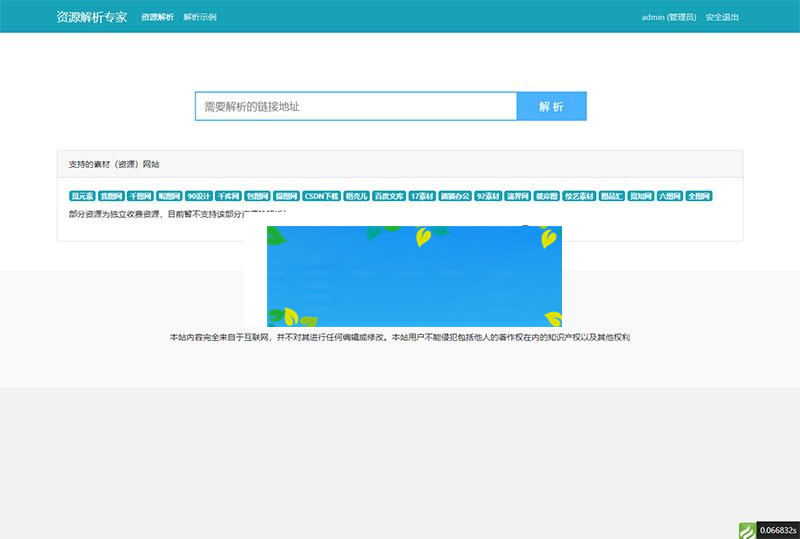 资源解析专家 资源解析 解析示例 admin (管理员) 安全退出
需要解析的链接地址 解 析
支持的素材（资源）网站
觅元素 我图网 千图网 昵图网 90设计 千库网 包图网 摄图网 CSDN下载 稻壳儿 百度文库 17素材 熊猫办公 92素材 法界网 彼岸图 绘艺素材 图品汇 觅知网 六图网 全图网
部分资源为独立收费资源，目前暂不支持该部分
本站内容完全来自于互联网，并不对其进行任何编辑或修改。本站用户不能侵犯包括他人的著作权在内的知识产权以及其他权利
0.066832s